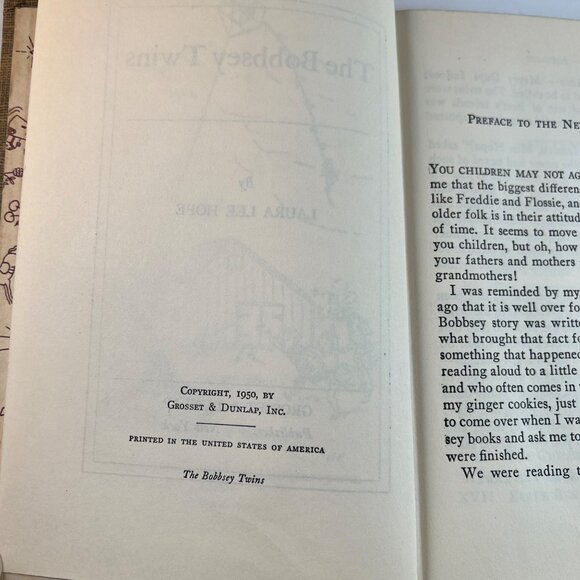 The Bobbsey Twins
By
LAURA LEE HOPE
COPYRIGHT, 1950, BY
GROSSET & DUNLAP, INC.
PRINTED IN THE UNITED STATES OF AMERICA
The Bobbsey Twins
PREFACE TO THE NE
YOU CHILDREN MAY NOT AG
me that the biggest differen
like Freddie and Flossie, an
older folk is in their attitud
of time. It seems to move
you children, but oh, how
your fathers and mothers
grandmothers!
I was reminded by my
ago that it is well over fo
Bobbsey story was writte
what brought that fact fo
something that happened
reading aloud to a little
and who often comes in
my ginger cookies, just
to come over when I wa
sey books and ask me to
were finished.
We were reading t